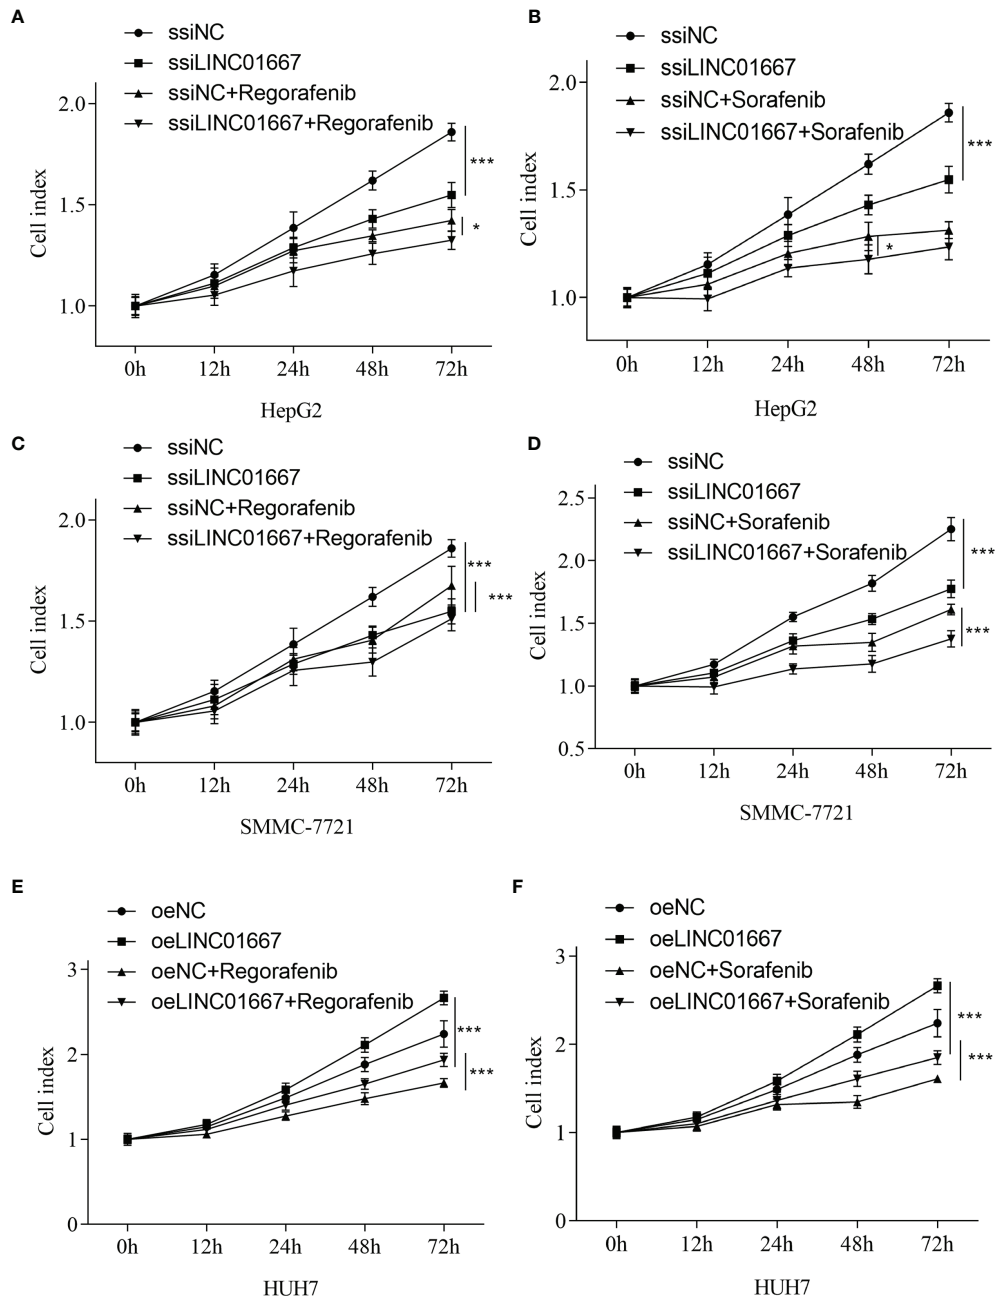 A
ssiNC
ssiLINC01667
ssiNC+Regorafenib
ssiLINC01667+Regorafenib
2.0
1.5
1.0
Cell index
***
*
0h 12h 24h 48h 72h
HepG2
B
ssiNC
ssiLINC01667
ssiNC+Sorafenib
ssiLINC01667+Sorafenib
2.0
1.5
1.0
Cell index
***
*
0h 12h 24h 48h 72h
HepG2
C
ssiNC
ssiLINC01667
ssiNC+Regorafenib
ssiLINC01667+Regorafenib
2.0
1.5
1.0
Cell index
***
***
0h 12h 24h 48h 72h
SMMC-7721
D
ssiNC
ssiLINC01667
ssiNC+Sorafenib
ssiLINC01667+Sorafenib
2.5
2.0
1.5
1.0
0.5
Cell index
***
***
0h 12h 24h 48h 72h
SMMC-7721
E
oeNC
oeLINC01667
oeNC+Regorafenib
oeLINC01667+Regorafenib
3
2
1
0
Cell index
***
***
0h 12h 24h 48h 72h
HUH7
F
oeNC
oeLINC01667
oeNC+Sorafenib
oeLINC01667+Sorafenib
3
2
1
0
Cell index
***
***
0h 12h 24h 48h 72h
HUH7